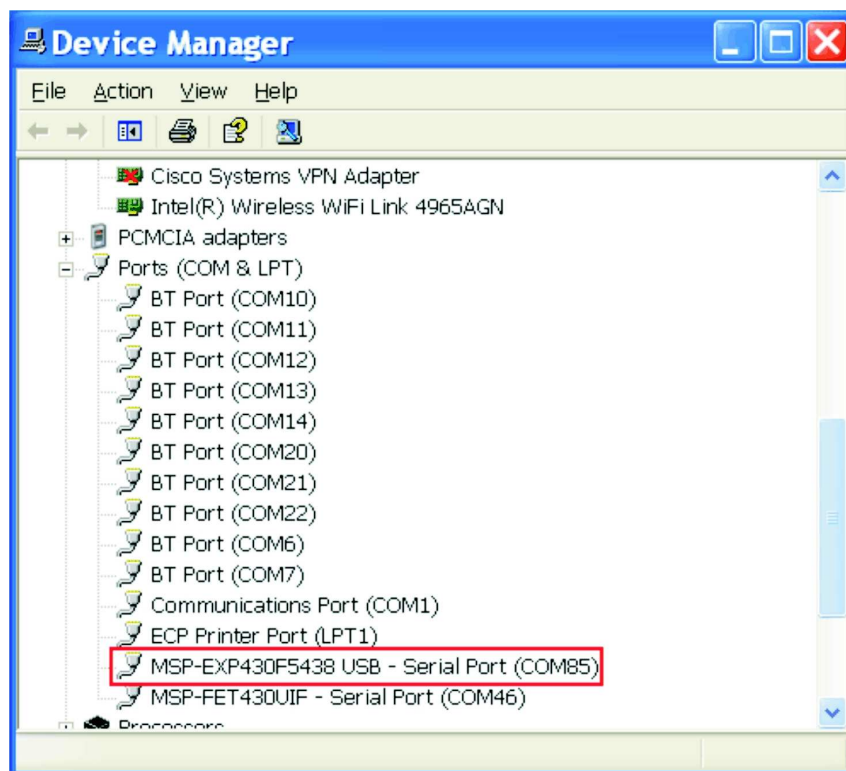 Device Manager
File Action View Help
Cisco Systems VPN Adapter
Intel(R) Wireless WiFi Link 4965AGN
PCMCIA adapters
Ports (COM & LPT)
BT Port (COM10)
BT Port (COM11)
BT Port (COM12)
BT Port (COM13)
BT Port (COM14)
BT Port (COM20)
BT Port (COM21)
BT Port (COM22)
BT Port (COM6)
BT Port (COM7)
Communications Port (COM1)
ECP Printer Port (LPT1)
MSP-EXP430F5438 USB - Serial Port (COM85)
MSP-FET430UIF - Serial Port (COM46)
Processors